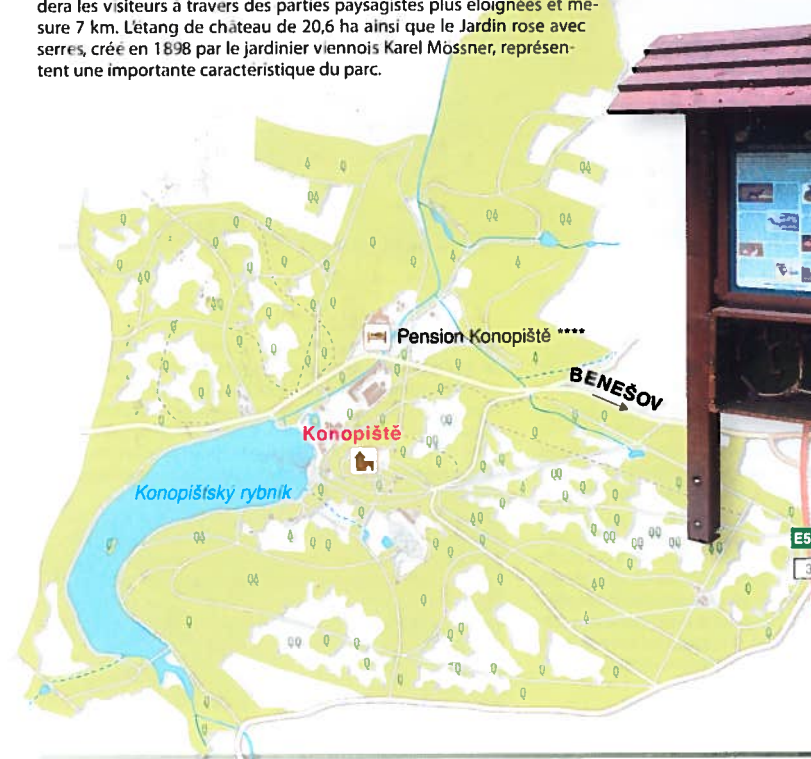 dera les visiteurs à travers des parties paysagistes plus éloignées et me-
sure 7 km. L'étang de château de 20,6 ha ainsi que le Jardin rose avec
serres, créé en 1898 par le jardinier viennois Karel Mössner, représen-
tent une importante caractéristique du parc.
Pension Konopiště ****
BENEŠOV
Konopiště
Konopišťský rybník
E5
3